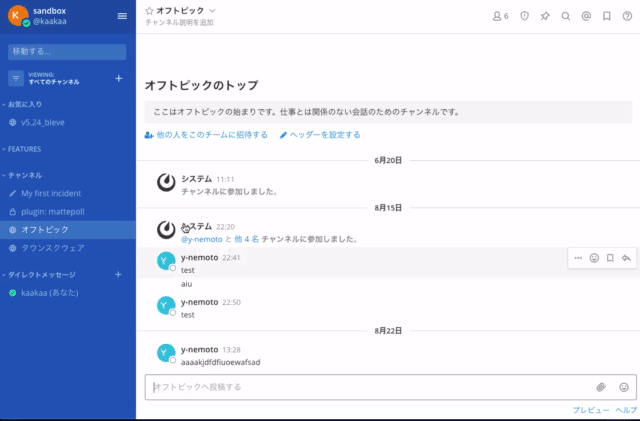 sandbox
@kaakaa
移動する...
VIEWING:
すべてのチャンネル
お気に入り
v5.24_bleve
FEATURES
チャンネル
My first incident
plugin: mattepoll
オフトピック
タウンスクウェア
ダイレクトメッセージ
kaakaa (あなた)
オフトピック
チャンネル説明を追加
6
オフトピックのトップ
ここはオフトピックの始まりです。仕事とは関係のない会話のためのチャンネルです。
他の人をこのチームに招待する ヘッダーを設定する
6月20日
システム 11:11
チャンネルに参加しました。
8月15日
システム 22:20
@y-nemoto と 他 4 名 チャンネルに参加しました。
y-nemoto 22:41
test
aiu
y-nemoto 22:50
test
8月22日
y-nemoto 13:28
aaaakjdfdfiuoewafsad
オフトピックへ投稿する
プレビュー ヘルプ